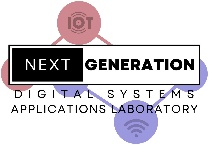 IOT
NEXT GENERATION
DIGITAL SYSTEMS
APPLICATIONS LABORATORY